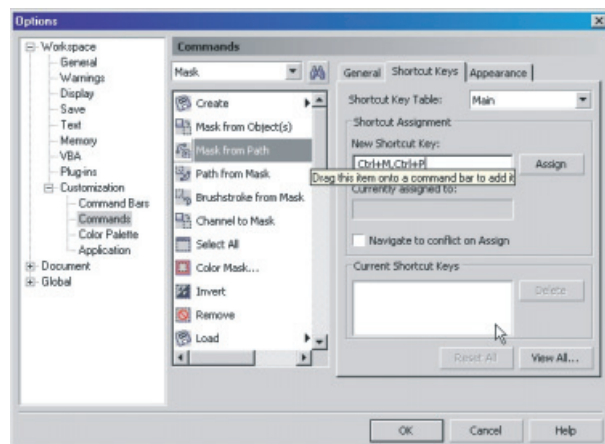 Options
Workspace
General
Warnings
Display
Save
Text
Memory
VBA
Plug-ins
Customization
Command Bars
Commands
Color Palette
Application
Document
Global
Commands
Mask
Create
Mask from Object(s)
Mask from Path
Path from Mask
Brushstroke from Mask
Channel to Mask
Select All
Color Mask...
Invert
Remove
Load
General Shortcut Keys Appearance
Shortcut Key Table: Main
Shortcut Assignment
New Shortcut Key:
Ctrl+M,Ctrl+P Assign
Drag this item onto a command bar to add it
Currently assigned to:
Navigate to conflict on Assign
Current Shortcut Keys
Delete
Reset All View All...
OK Cancel Help